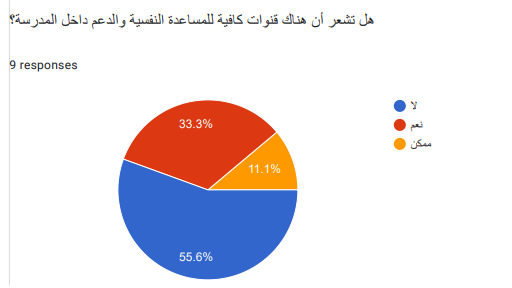 هل تشعر أن هناك قنوات كافية للمساعدة النفسية والدعم داخل المدرسة؟
9 responses
لا
نعم
ممكن
33.3%
11.1%
55.6%